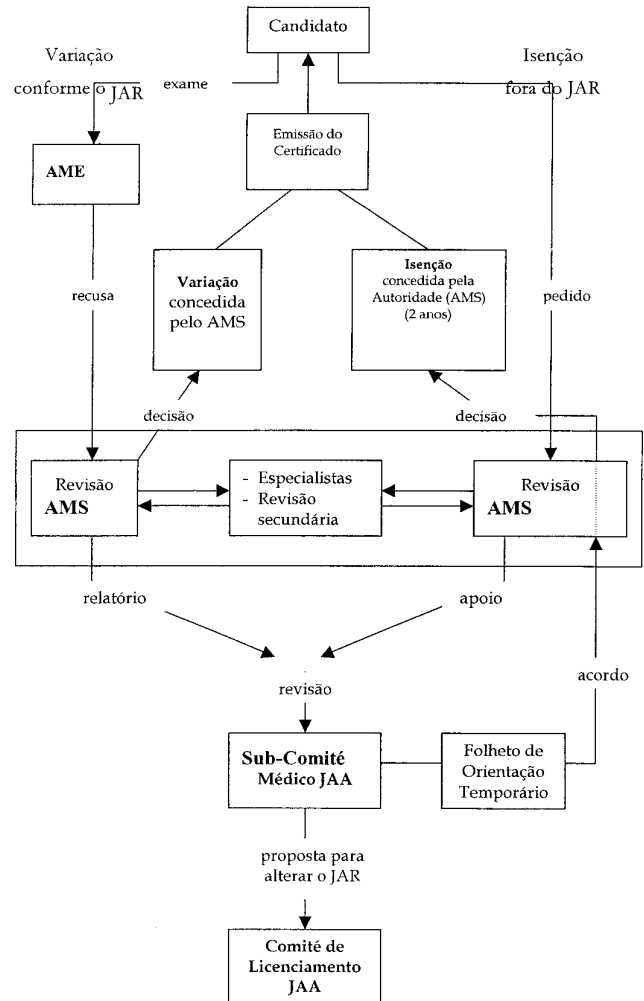 Candidato
Variação
conforme o JAR
exame
Isenção
fora do JAR
Emissão do
Certificado
AME
recusa
Variação
concedida
pelo AMS
Isenção
concedida pela
Autoridade (AMS)
(2 anos)
pedido
decisão
decisão
Revisão
AMS
- Especialistas
- Revisão
secundária
Revisão
AMS
relatório
apoio
revisão
acordo
Sub-Comité
Médico JAA
Folheto de
Orientação
Temporário
proposta para
alterar o JAR
Comité de
Licenciamento
JAA